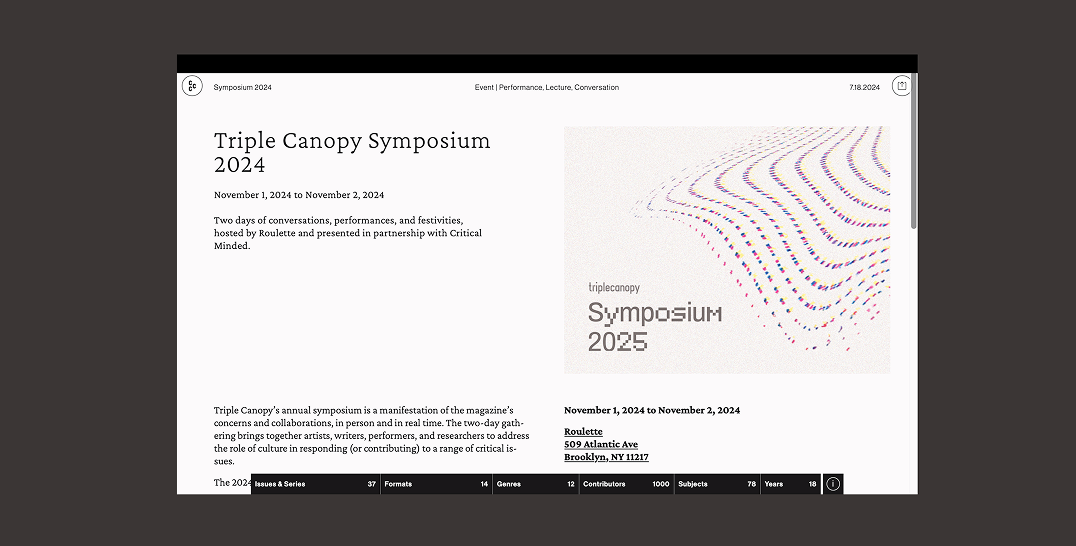 Symposium 2024
Event | Performance, Lecture, Conversation
7.18.2024
Triple Canopy Symposium
2024
November 1, 2024 to November 2, 2024
Two days of conversations, performances, and festivities,
hosted by Roulette and presented in partnership with Critical
Minded.
triplecanopy
Symposium
2025
Triple Canopy’s annual symposium is a manifestation of the magazine’s
concerns and collaborations, in person and in real time. The two-day gath-
ering brings together artists, writers, performers, and researchers to address
the role of culture in responding (or contributing) to a range of critical is-
sues.
The 2024
November 1, 2024 to November 2, 2024
Roulette
509 Atlantic Ave
Brooklyn, NY 11217
Issues & Series 37 Formats 14 Genres 12 Contributors 1000 Subjects 78 Years 18 i